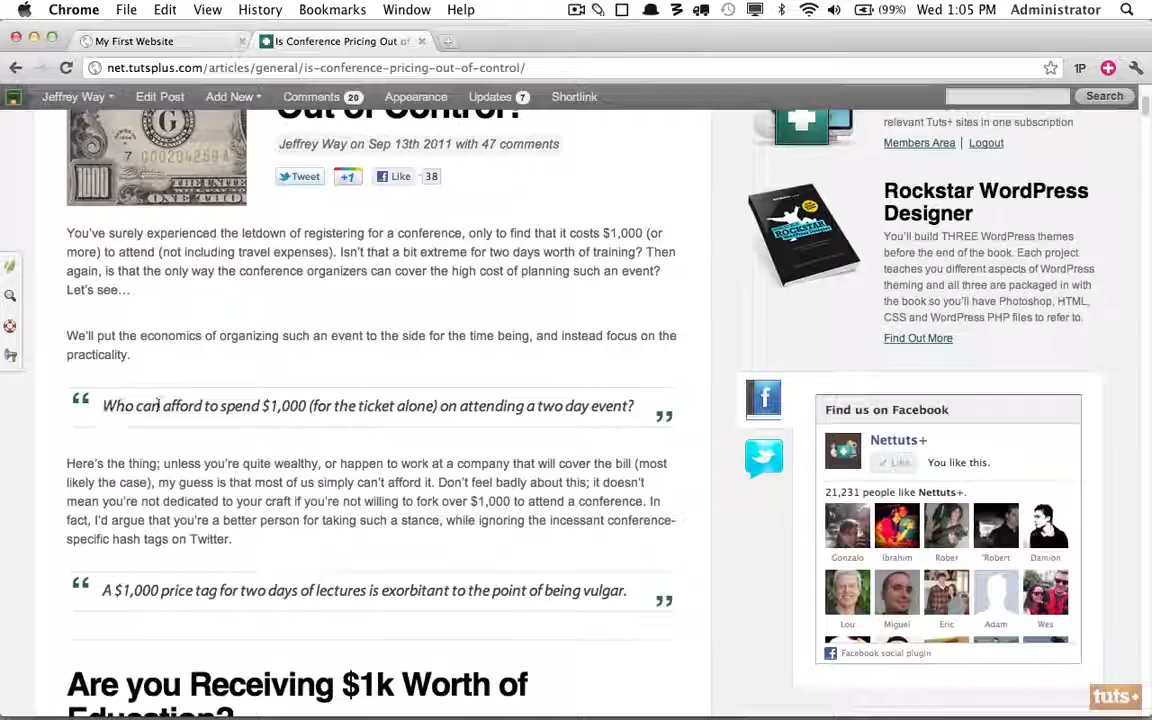 Chrome File Edit View History Bookmarks Window Help (99%) Wed 1:05 PM Administrator
My First Website
Is Conference Pricing Out of
net.tutsplus.com/articles/general/is-conference-pricing-out-of-control/
1P
Jeffrey Way Edit Post Add New Comments 20 Appearance Updates 7 Shortlink Search
Out of Control?
Jeffrey Way on Sep 13th 2011 with 47 comments
Tweet +1 Like 38
You've surely experienced the letdown of registering for a conference, only to find that it costs $1,000 (or
more) to attend (not including travel expenses). Isn't that a bit extreme for two days worth of training? Then
again, is that the only way the conference organizers can cover the high cost of planning such an event?
Let's see…
We'll put the economics of organizing such an event to the side for the time being, and instead focus on the
practicality.
“ Who can afford to spend $1,000 (for the ticket alone) on attending a two day event? ”
Here's the thing; unless you're quite wealthy, or happen to work at a company that will cover the bill (most
likely the case), my guess is that most of us simply can't afford it. Don't feel badly about this; it doesn't
mean you're not dedicated to your craft if you're not willing to fork over $1,000 to attend a conference. In
fact, I'd argue that you're a better person for taking such a stance, while ignoring the incessant conference-
specific hash tags on Twitter.
“ A $1,000 price tag for two days of lectures is exorbitant to the point of being vulgar. ”
Are you Receiving $1k Worth of
Education?
relevant Tuts+ sites in one subscription
Members Area | Logout
Rockstar WordPress
Designer
You'll build THREE WordPress themes
before the end of the book. Each project
teaches you different aspects of WordPress
theming and all three are packaged in with
the book so you'll have Photoshop, HTML,
CSS and WordPress PHP files to refer to.
Find Out More
ROCKSTAR
Find us on Facebook
Nettuts+
Like You like this.
21,231 people like Nettuts+.
Gonzalo Ibrahim Rober "Robert Damion
Lou Miguel Eric Adam Wes
Facebook social plugin
tuts+